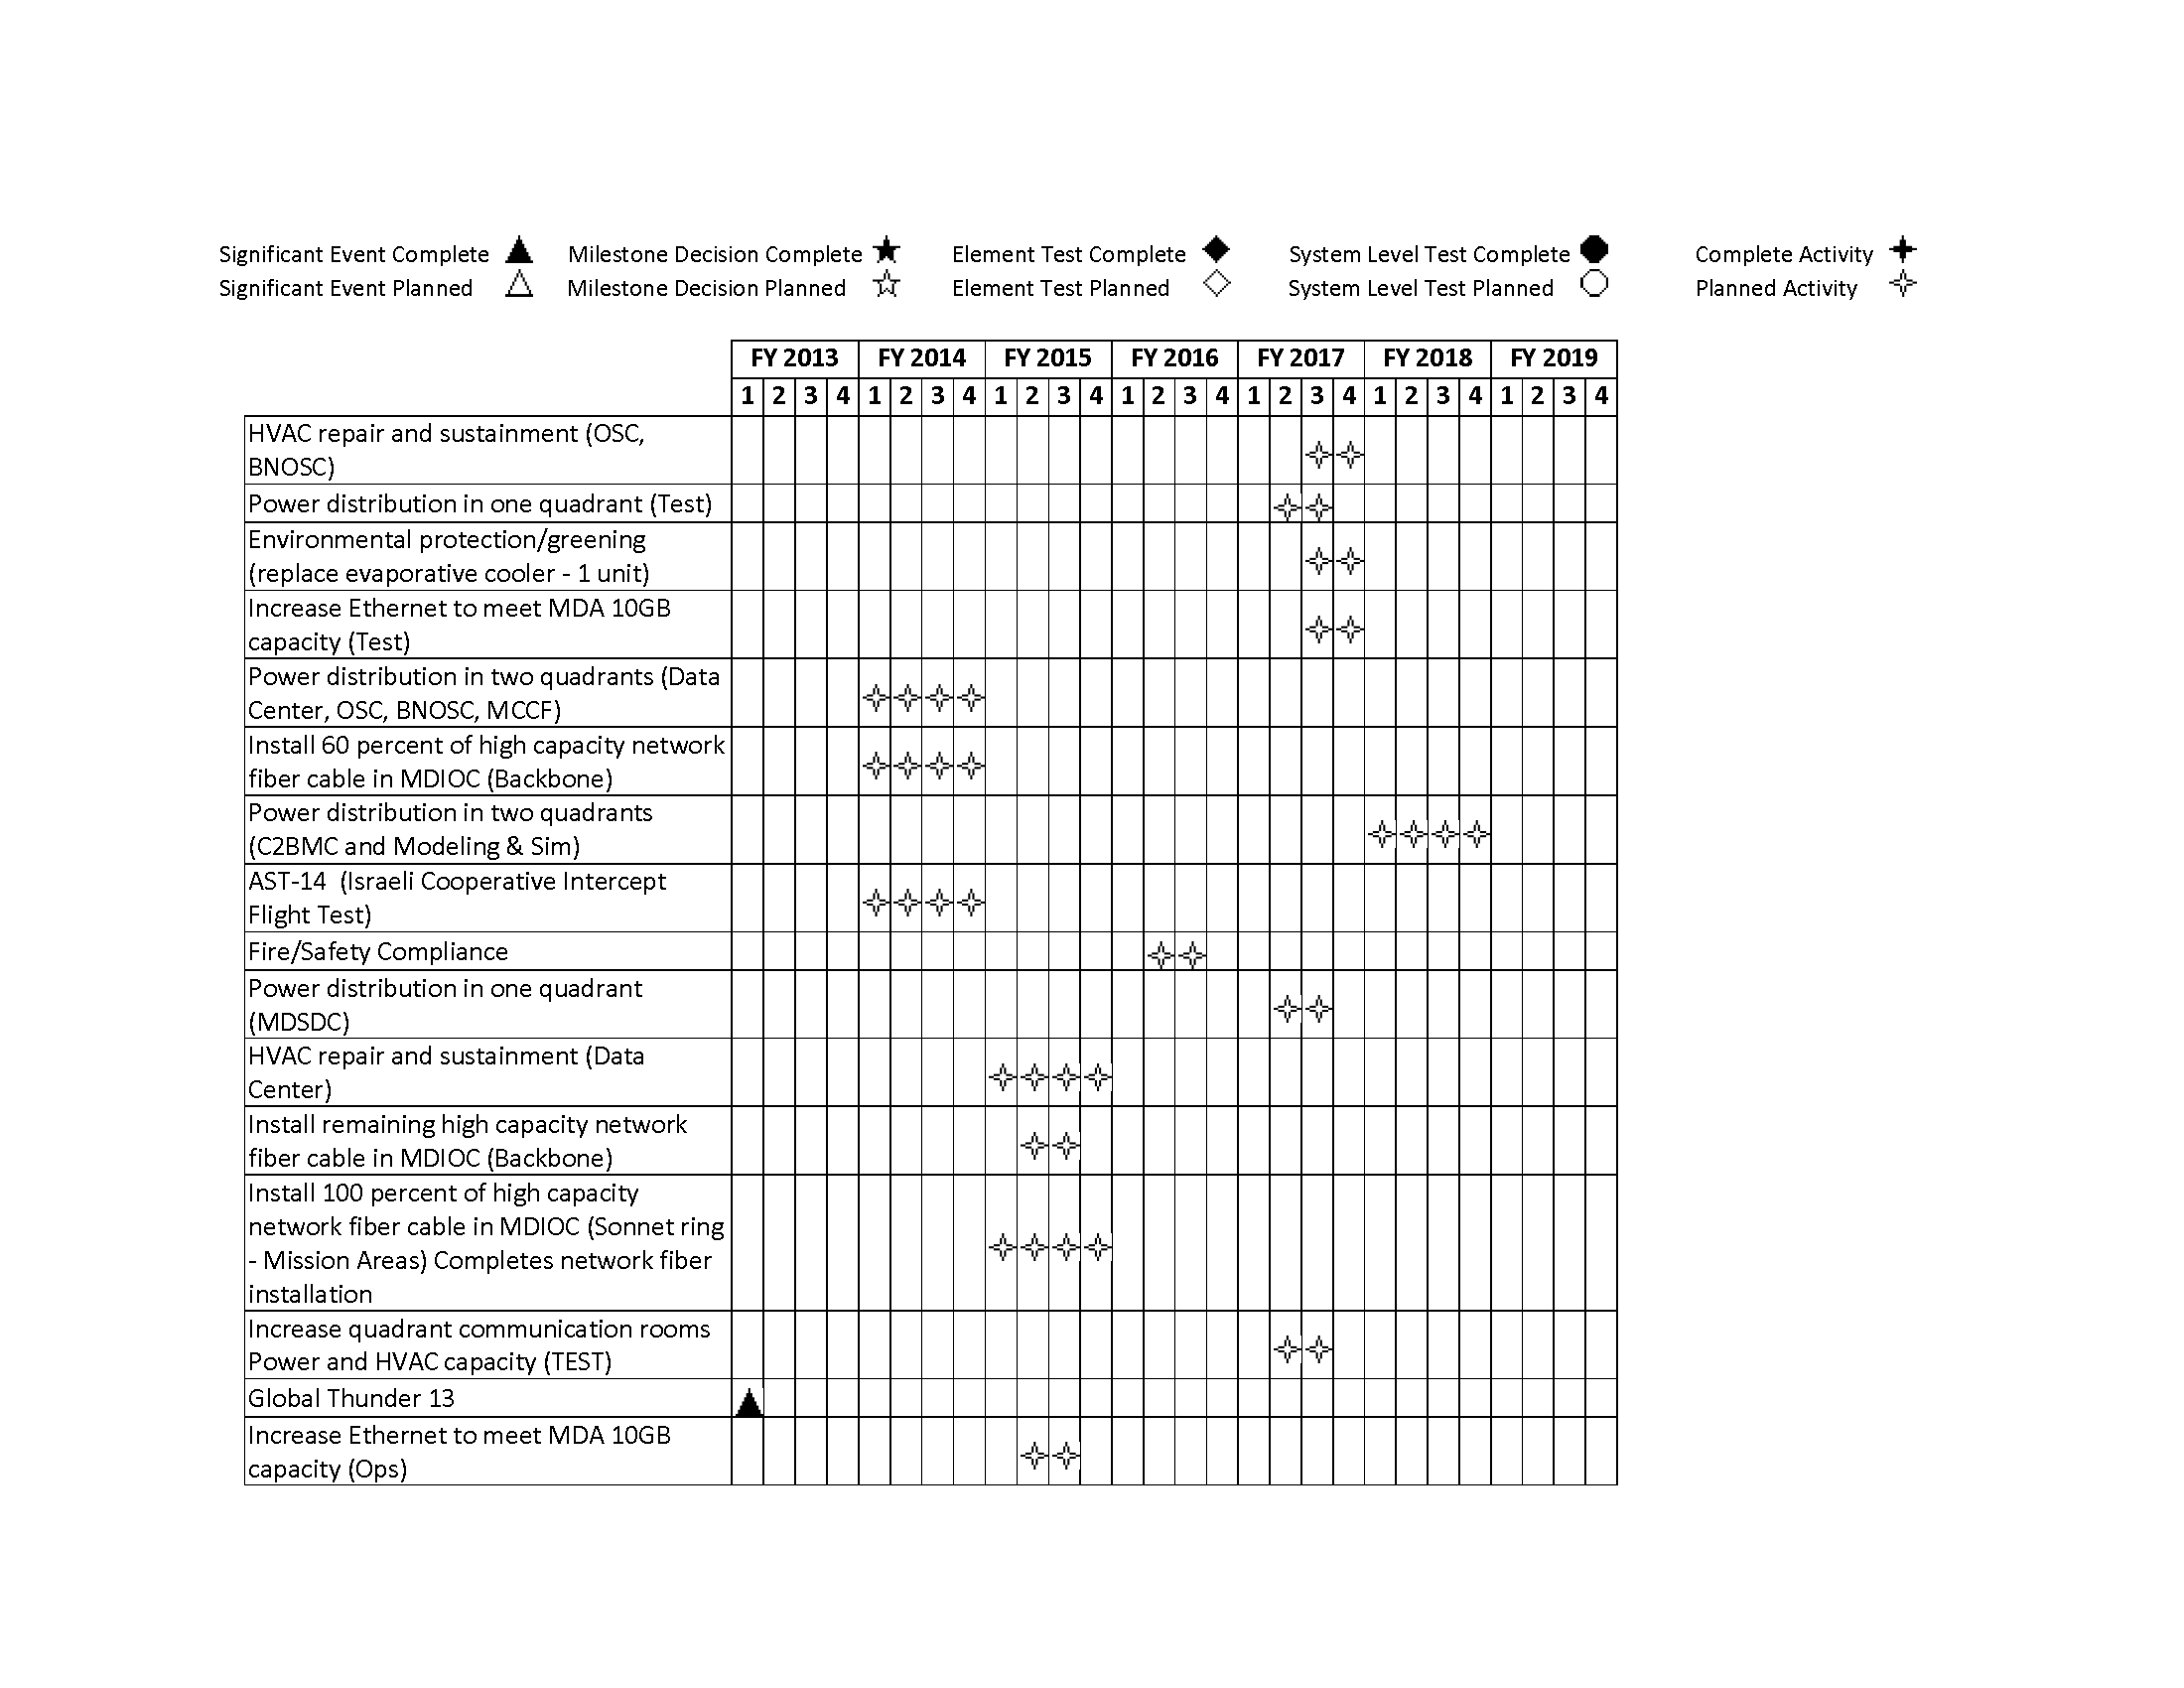 Significant Event Complete Milestone Decision Complete Element Test Complete System Level Test Complete Complete Activity
Significant Event Planned Milestone Decision Planned Element Test Planned System Level Test Planned Planned Activity
FY 2013 FY 2014 FY 2015 FY 2016 FY 2017 FY 2018 FY 2019
1 2 3 4 1 2 3 4 1 2 3 4 1 2 3 4 1 2 3 4 1 2 3 4 1 2 3 4
HVAC repair and sustainment (OSC,
BNOSC)
Power distribution in one quadrant (Test)
Environmental protection/greening
(replace evaporative cooler - 1 unit)
Increase Ethernet to meet MDA 10GB
capacity (Test)
Power distribution in two quadrants (Data
Center, OSC, BNOSC, MCCF)
Install 60 percent of high capacity network
fiber cable in MDIOC (Backbone)
Power distribution in two quadrants
(C2BMC and Modeling & Sim)
AST-14 (Israeli Cooperative Intercept
Flight Test)
Fire/Safety Compliance
Power distribution in one quadrant
(MDSDC)
HVAC repair and sustainment (Data
Center)
Install remaining high capacity network
fiber cable in MDIOC (Backbone)
Install 100 percent of high capacity
network fiber cable in MDIOC (Sonnet ring
- Mission Areas) Completes network fiber
installation
Increase quadrant communication rooms
Power and HVAC capacity (TEST)
Global Thunder 13
Increase Ethernet to meet MDA 10GB
capacity (Ops)